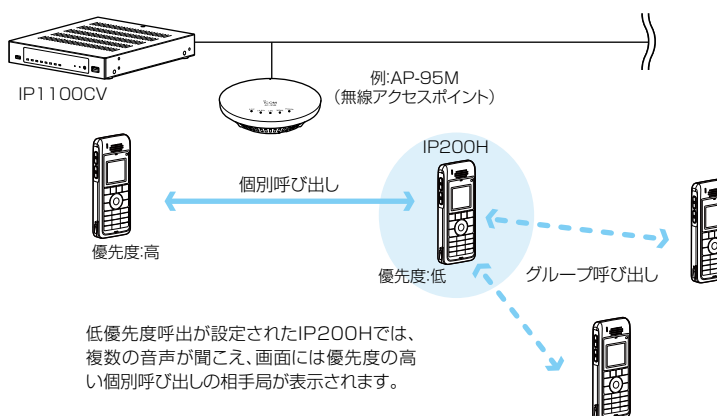 IP1100CV
例:AP-95M
（無線アクセスポイント）
IP200H
個別呼び出し
優先度:高
優先度:低
グループ呼び出し
低優先度呼出が設定されたIP200Hでは、
複数の音声が聞こえ、画面には優先度の高
い個別呼び出しの相手局が表示されます。